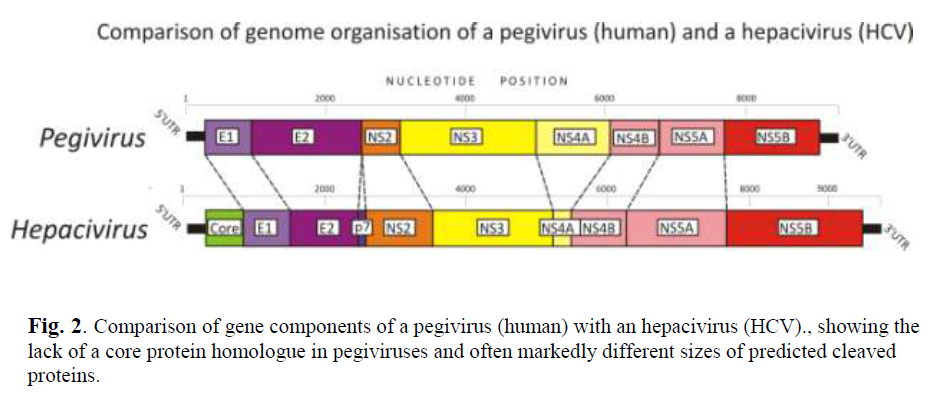 Comparison of genome organisation of a pegivirus (human) and a hepacivirus (HCV)
NUCLEOTIDE POSITION
1 2000 4000 6000 8000
Pegivirus 5'UTR E1 E2 NS2 NS3 NS4A NS4B NS5A NS5B 3'UTR
1 2000 4000 6000 8000 9000
Hepacivirus 5'UTR Core E1 E2 p7 NS2 NS3 NS4A NS4B NS5A NS5B 3'UTR
Fig. 2. Comparison of gene components of a pegivirus (human) with an hepacivirus (HCV)., showing the
lack of a core protein homologue in pegiviruses and often markedly different sizes of predicted cleaved
proteins.